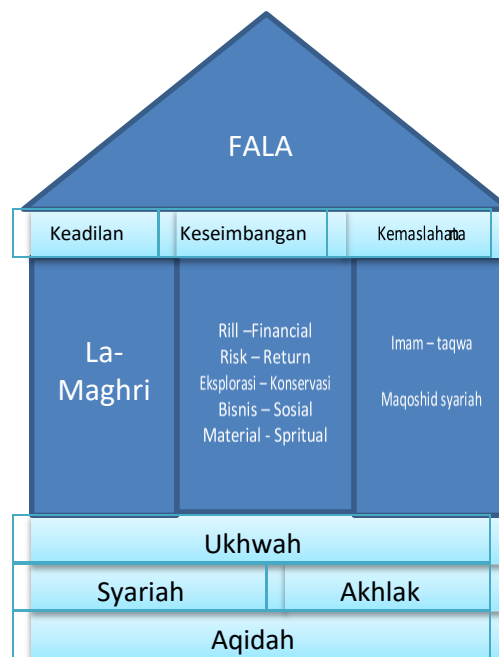 FALA
Keadilan Keseimbangan Kemaslahatan
La-
Maghri
Rill –Financial
Risk – Return
Eksplorasi – Konservasi
Bisnis – Sosial
Material - Spritual
Imam – taqwa
Maqoshid syariah
Ukhwah
Syariah Akhlak
Aqidah